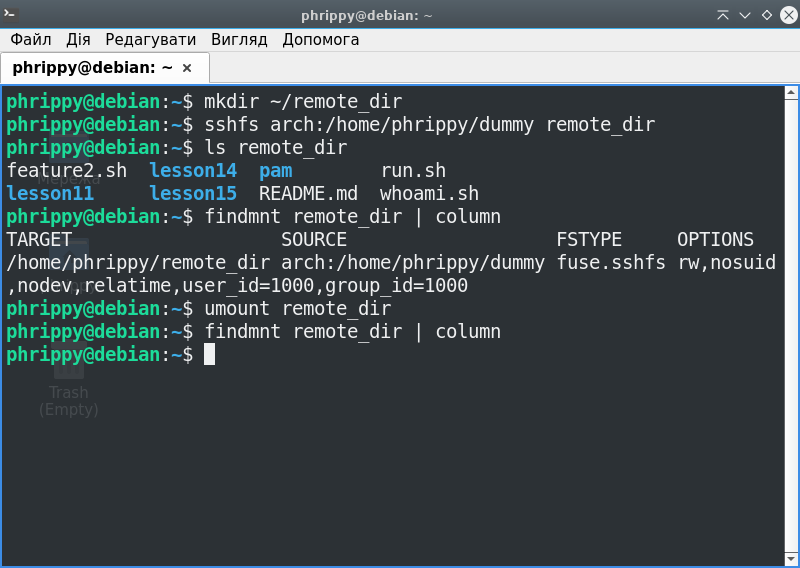 phrippy@debian: ~
Файл Дія Редагувати Вигляд Допомога
phrippy@debian: ~ ×
phrippy@debian:~$ mkdir ~/remote_dir
phrippy@debian:~$ sshfs arch:/home/phrippy/dummy remote_dir
phrippy@debian:~$ ls remote_dir
feature2.sh lesson14 pam run.sh
lesson11 lesson15 README.md whoami.sh
phrippy@debian:~$ findmnt remote_dir | column
TARGET SOURCE FSTYPE OPTIONS
/home/phrippy/remote_dir arch:/home/phrippy/dummy fuse.sshfs rw,nosuid
,nodev,relatime,user_id=1000,group_id=1000
phrippy@debian:~$ umount remote_dir
phrippy@debian:~$ findmnt remote_dir | column
phrippy@debian:~$
Trash
(Empty)